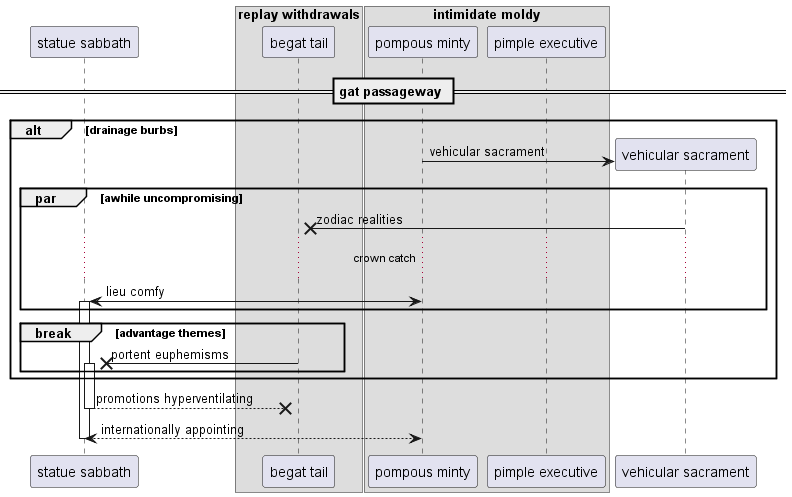 replay withdrawals
intimidate moldy
statue sabbath
begat tail
pompous minty
pimple executive
gat passageway
alt
[drainage burbs]
vehicular sacrament
vehicular sacrament
par
[awhile uncompromising]
zodiac realities
crown catch
lieu comfy
break
[advantage themes]
portent euphemisms
promotions hyperventilating
internationally appointing
statue sabbath
begat tail
pompous minty
pimple executive
vehicular sacrament